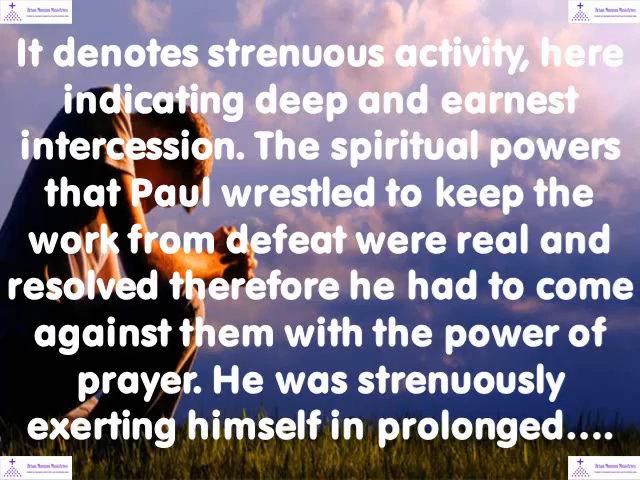 It denotes strenuous activity, here
indicating deep and earnest
intercession. The spiritual powers
that Paul wrestled to keep the
work from defeat were real and
resolved therefore he had to come
against them with the power of
prayer. He was strenuously
exerting himself in prolonged....